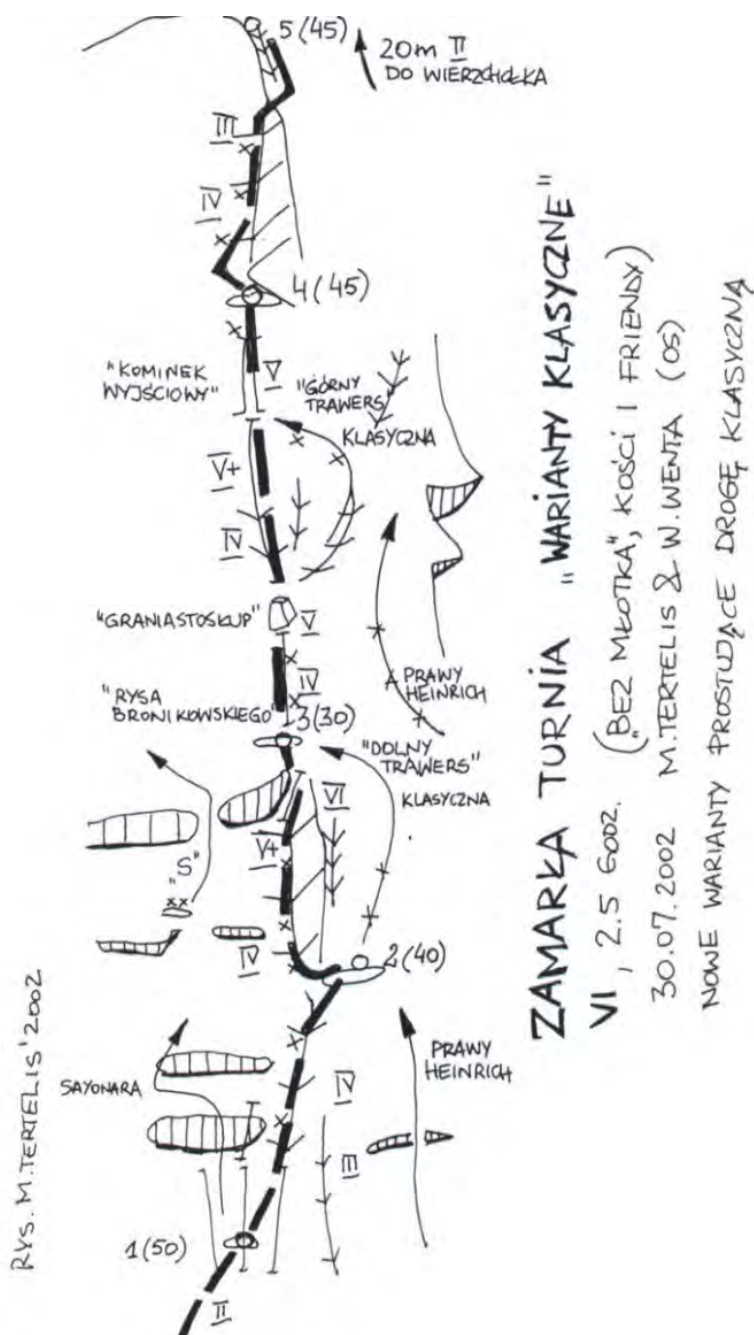 5 (45)
20m II
DO WIERZCHOŁKA
III
IV
4 (45)
"KOMINEK
WYJŚCIOWY"
V
"GÓRNY
TRAWERS"
KLASYCZNA
V+
IV
"GRANIASTOSŁUP"
V
IV
PRAWY
HEINRICH
"RYSA
BRONIKOWSKIEGO"
3(30)
"DOLNY
TRAWERS"
KLASYCZNA
VI
V+
"S"
IV
2(40)
SAYONARA
IV
PRAWY
HEINRICH
III
1(50)
II
RYS. M.TERTELIS '2002
ZAMARŁA TURNIA "WARIANTY KLASYCZNE"
VI, 2.5 GODZ. ("BEZ MŁOTKA", KOŚCI I FRIENDY)
30.07.2002 M.TERTELIS & W.WENTA (OS)
NOWE WARIANTY PROSTUJĄCE DROGĘ KLASYCZNĄ